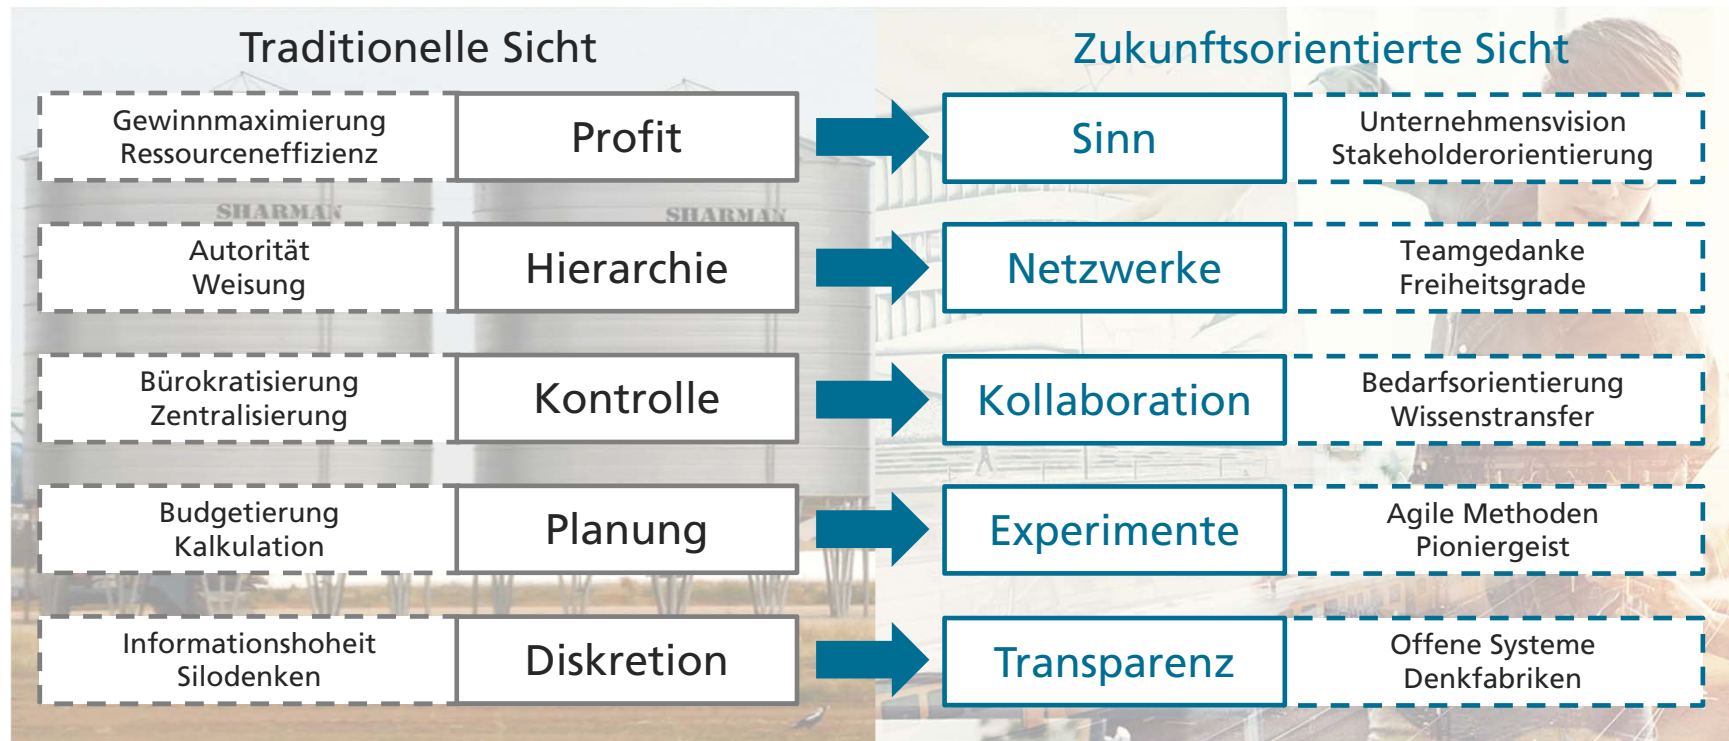 Traditionelle Sicht
Zukunftsorientierte Sicht
Gewinnmaximierung
Ressourceneffizienz
Profit
Sinn
Unternehmensvision
Stakeholderorientierung
SHARMAN
SHARMAN
Autorität
Weisung
Hierarchie
Netzwerke
Teamgedanke
Freiheitsgrade
Bürokratisierung
Zentralisierung
Kontrolle
Kollaboration
Bedarfsorientierung
Wissenstransfer
Budgetierung
Kalkulation
Planung
Experimente
Agile Methoden
Pioniergeist
Informationshoheit
Silodenken
Diskretion
Transparenz
Offene Systeme
Denkfabriken